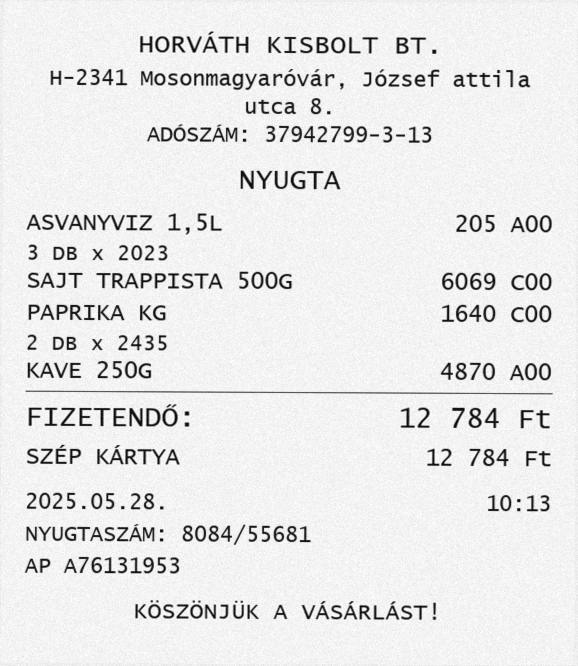 HORVÁTH KISBOLT BT.
H-2341 Mosonmagyaróvár, József attila
utca 8.
ADÓSZÁM: 37942799-3-13
NYUGTA
ASVANYVIZ 1,5L 205 A00
3 DB x 2023
SAJT TRAPPISTA 500G 6069 C00
PAPRIKA KG 1640 C00
2 DB x 2435
KAVE 250G 4870 A00
FIZETENDŐ: 12 784 Ft
SZÉP KÁRTYA 12 784 Ft
2025.05.28. 10:13
NYUGTASZÁM: 8084/55681
AP A76131953
KÖSZÖNJÜK A VÁSÁRLÁST!